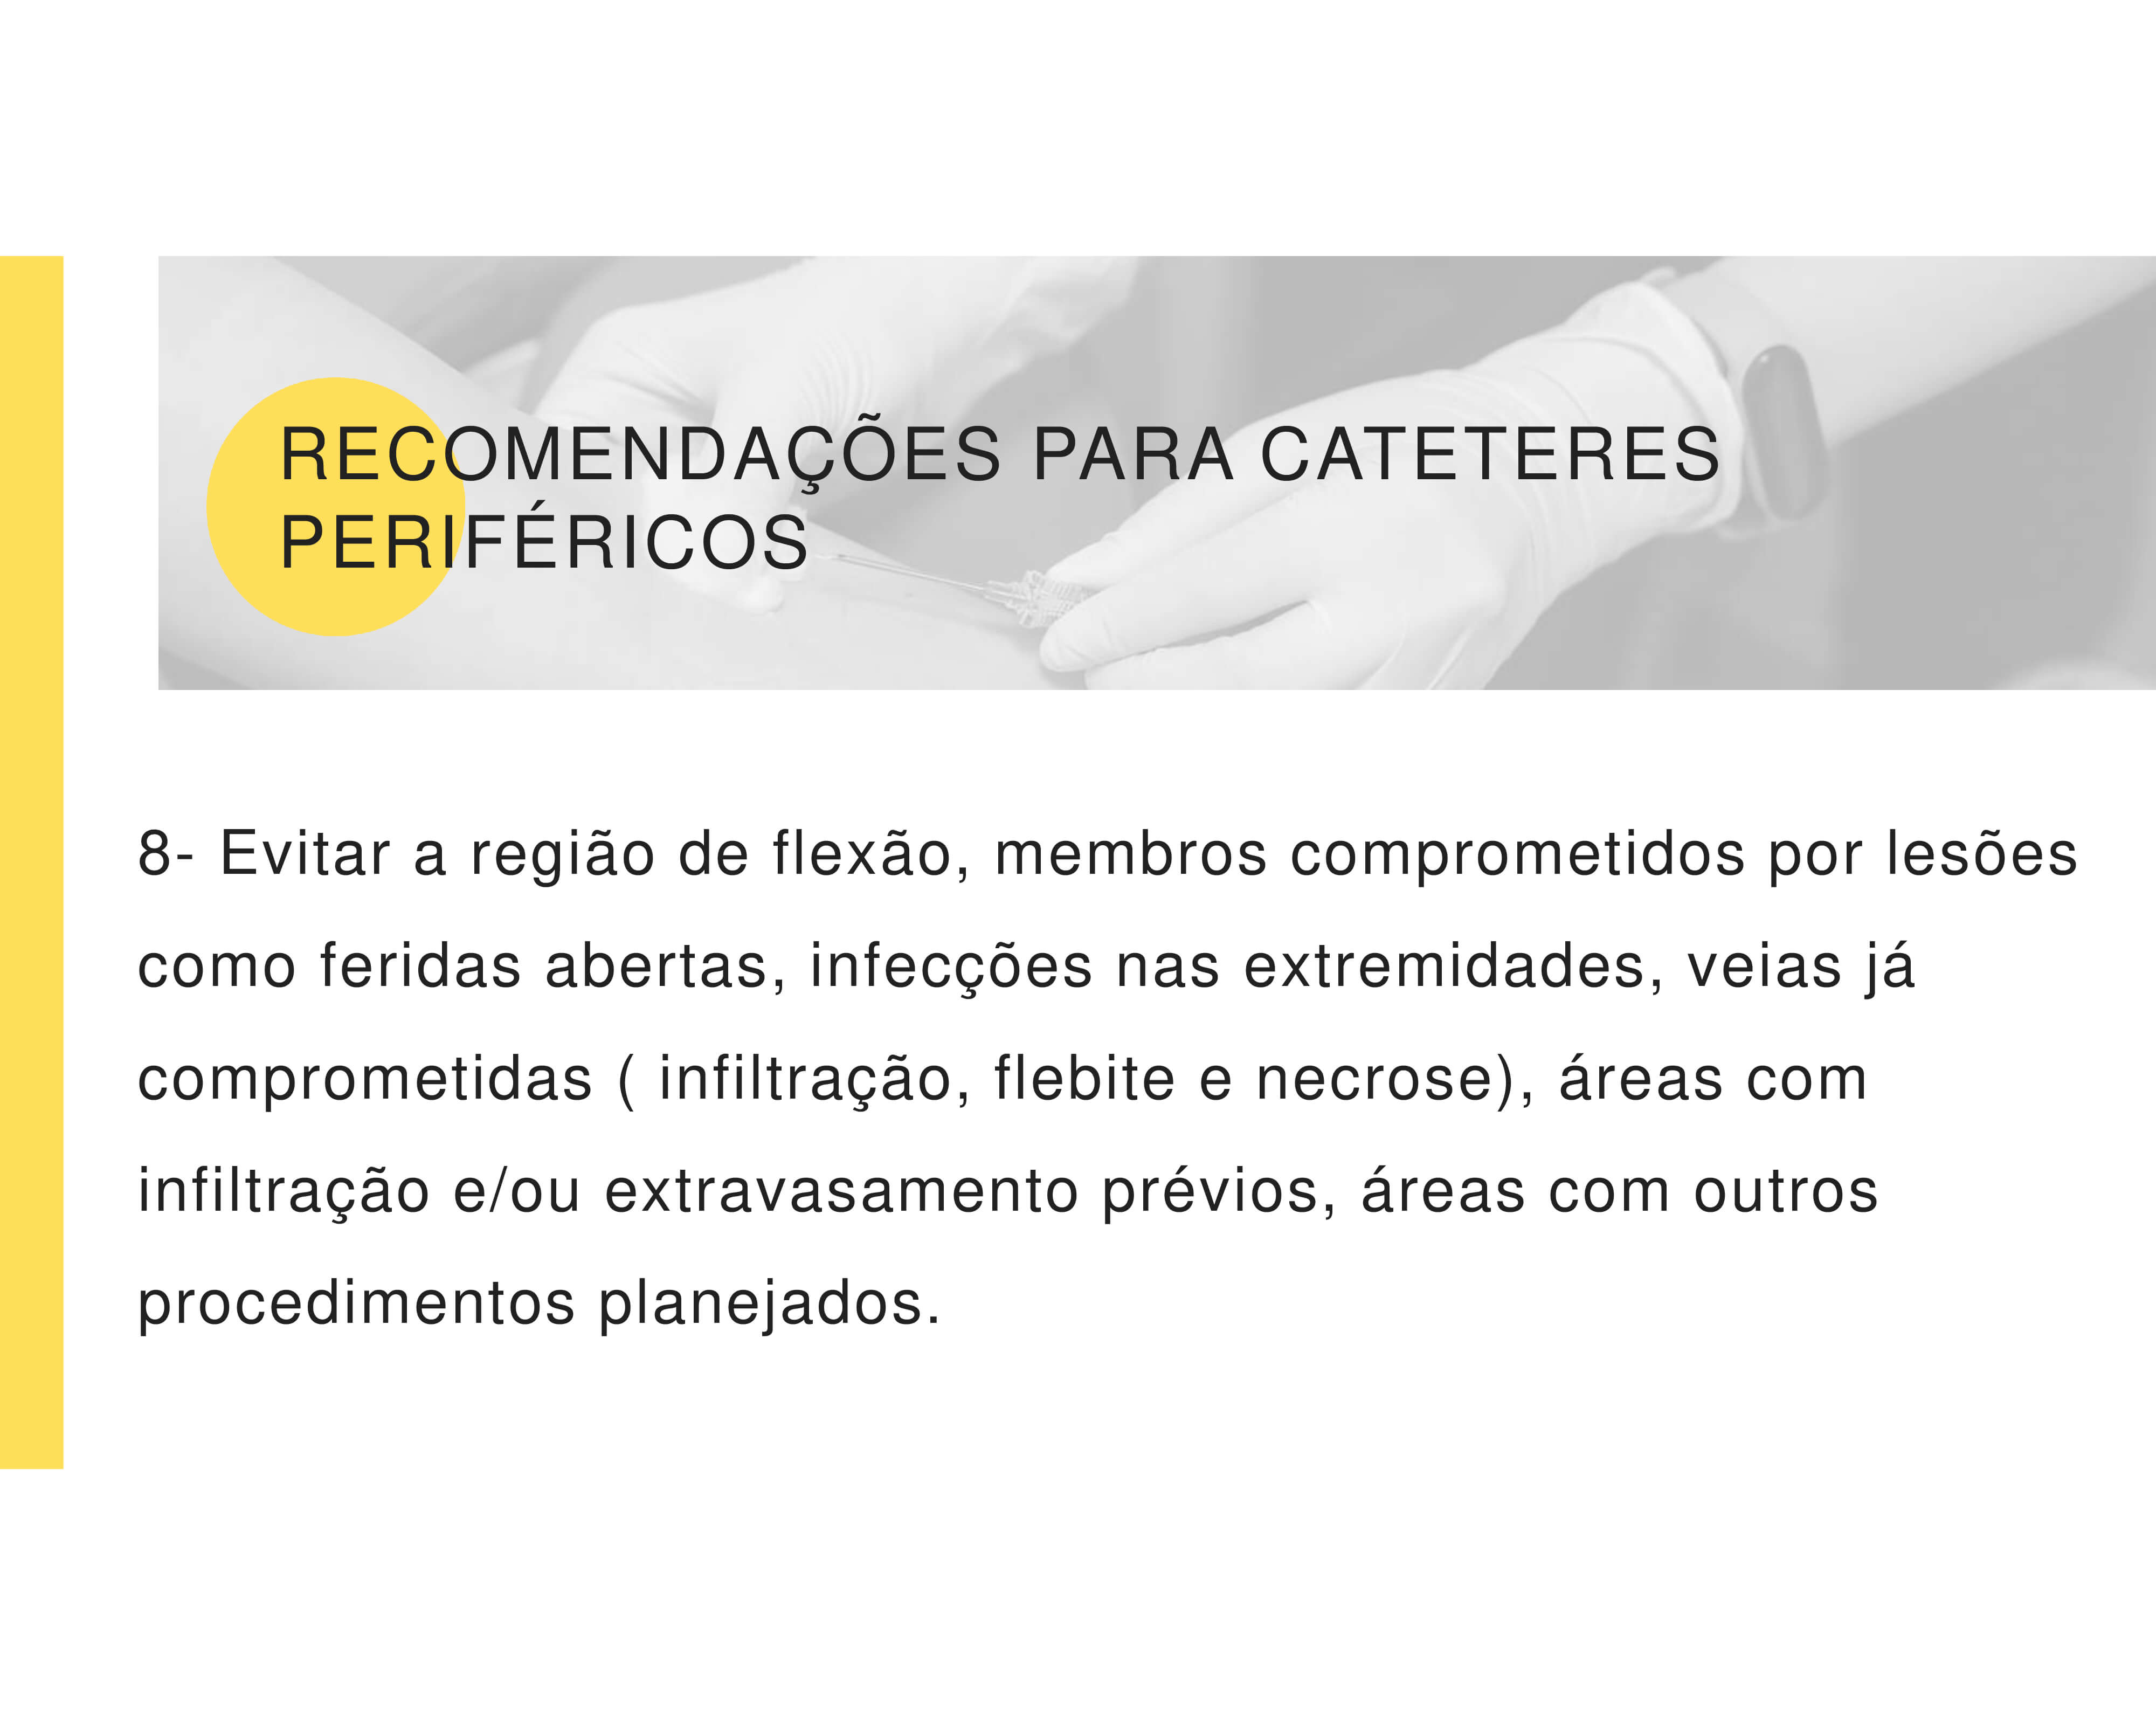 RECOMENDAÇÕES PARA CATETERES
PERIFÉRICOS
8- Evitar a região de flexão, membros comprometidos por lesões
como feridas abertas, infecções nas extremidades, veias já
comprometidas ( infiltração, flebite e necrose), áreas com
infiltração e/ou extravasamento prévios, áreas com outros
procedimentos planejados.